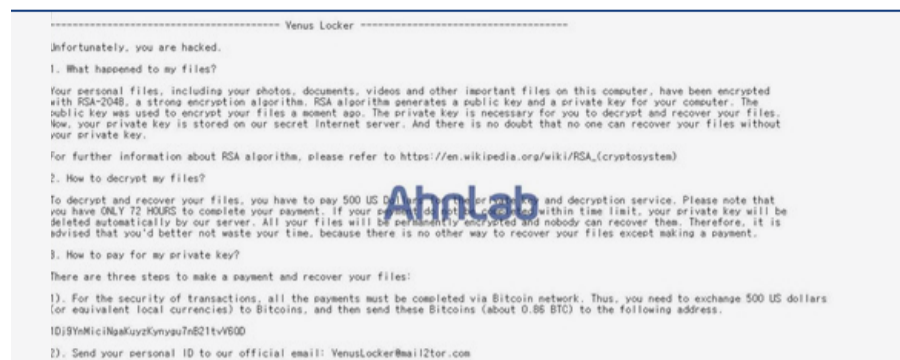 ---------------------------------------- Venus Locker ------------------------------------
Unfortunately, you are hacked.
1. What happened to my files?
Your personal files, including your photos, documents, videos and other important files on this computer, have been encrypted
with RSA-2048, a strong encryption algorithm. RSA algorithm generates a public key and a private key for your computer. The
public key was used to encrypt your files a moment ago. The private key is necessary for you to decrypt and recover your files.
Now, your private key is stored on our secret Internet server. And there is no doubt that no one can recover your files without
your private key.
For further information about RSA algorithm, please refer to https://en.wikipedia.org/wiki/RSA_(cryptosystem)
2. How to decrypt my files?
To decrypt and recover your files, you have to pay 500 US and decryption service. Please note that
you have ONLY 72 HOURS to complete your payment. If your within time limit, your private key will be
deleted automatically by our server. All your files will be permanently encrypted and nobody can recover them. Therefore, it is
advised that you'd better not waste your time, because there is no other way to recover your files except making a payment.
AhnLab
3. How to pay for my private key?
There are three steps to make a payment and recover your files:
1). For the security of transactions, all the payments must be completed via Bitcoin network. Thus, you need to exchange 500 US dollars
(or equivalent local currencies) to Bitcoins, and then send these Bitcoins (about 0.86 BTC) to the following address.
2). Send your personal ID to our official email: VenusLocker@mail2tor.com